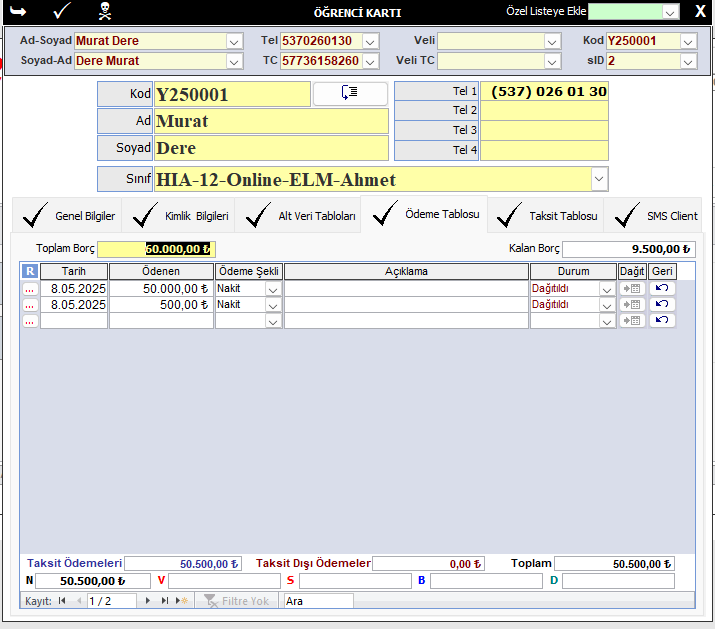 ÖĞRENCİ KARTI Özel Listeye Ekle X
Ad-Soyad Murat Dere Tel 5370260130 Veli Kod Y250001
Soyad-Ad Dere Murat TC 57736158260 Veli TC sID 2
Kod Y250001 Tel 1 (537) 026 01 30
Ad Murat Tel 2
Soyad Dere Tel 3
Tel 4
Sınıf HIA-12-Online-ELM-Ahmet
Genel Bilgiler Kimlik Bilgileri Alt Veri Tabloları Ödeme Tablosu Taksit Tablosu SMS Client
Toplam Borç 60.000,00 ₺ Kalan Borç 9.500,00 ₺
R Tarih Ödenen Ödeme Şekli Açıklama Durum Dağıt Geri
... 8.05.2025 50.000,00 ₺ Nakit Dağıtıldı
... 8.05.2025 500,00 ₺ Nakit Dağıtıldı
...
Taksit Ödemeleri 50.500,00 ₺ Taksit Dışı Ödemeler 0,00 ₺ Toplam 50.500,00 ₺
N 50.500,00 ₺ V S B D
Kayıt: 1 / 2 Filtre Yok Ara